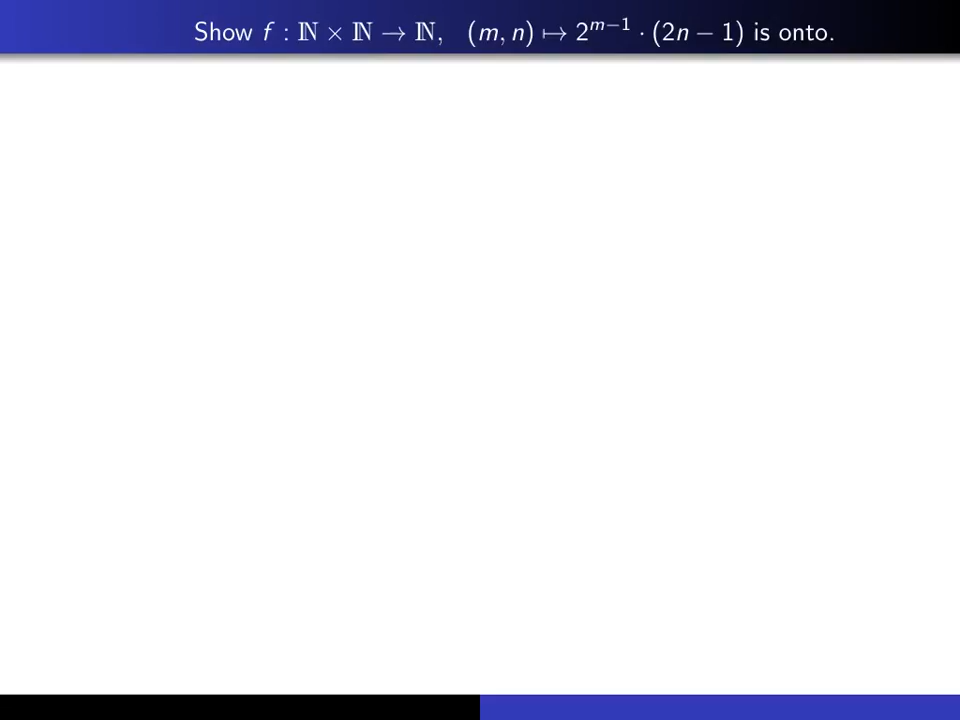 Show f : ℕ × ℕ → ℕ, (m, n) ↦ 2^{m−1} · (2n − 1) is onto.